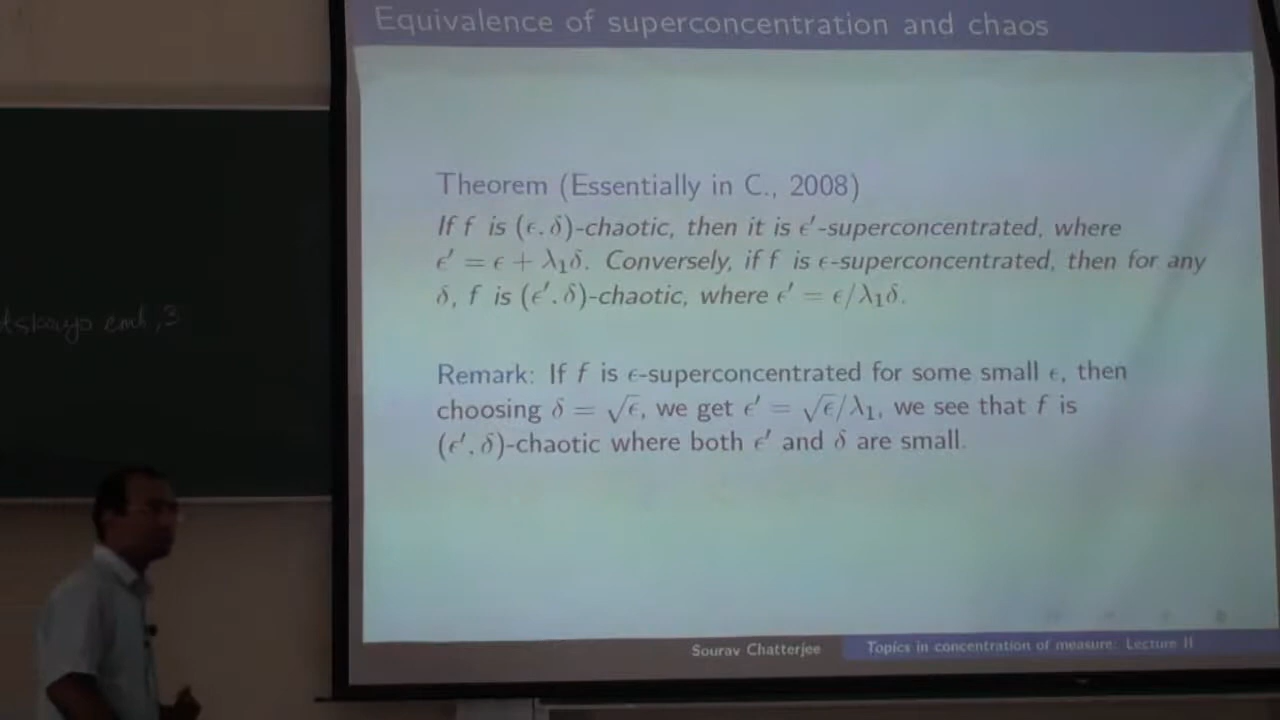 Equivalence of superconcentration and chaos
Theorem (Essentially in C., 2008)
If f is (ϵ, δ)-chaotic, then it is ϵ′-superconcentrated, where
ϵ′ = ϵ + λ₁δ. Conversely, if f is ϵ-superconcentrated, then for any
δ, f is (ϵ′, δ)-chaotic, where ϵ′ = ϵ/λ₁δ.
Remark: If f is ϵ-superconcentrated for some small ϵ, then
choosing δ = √ϵ, we get ϵ′ = √ϵ/λ₁, we see that f is
(ϵ′, δ)-chaotic where both ϵ′ and δ are small.
Sourav Chatterjee Topics in concentration of measure: Lecture II